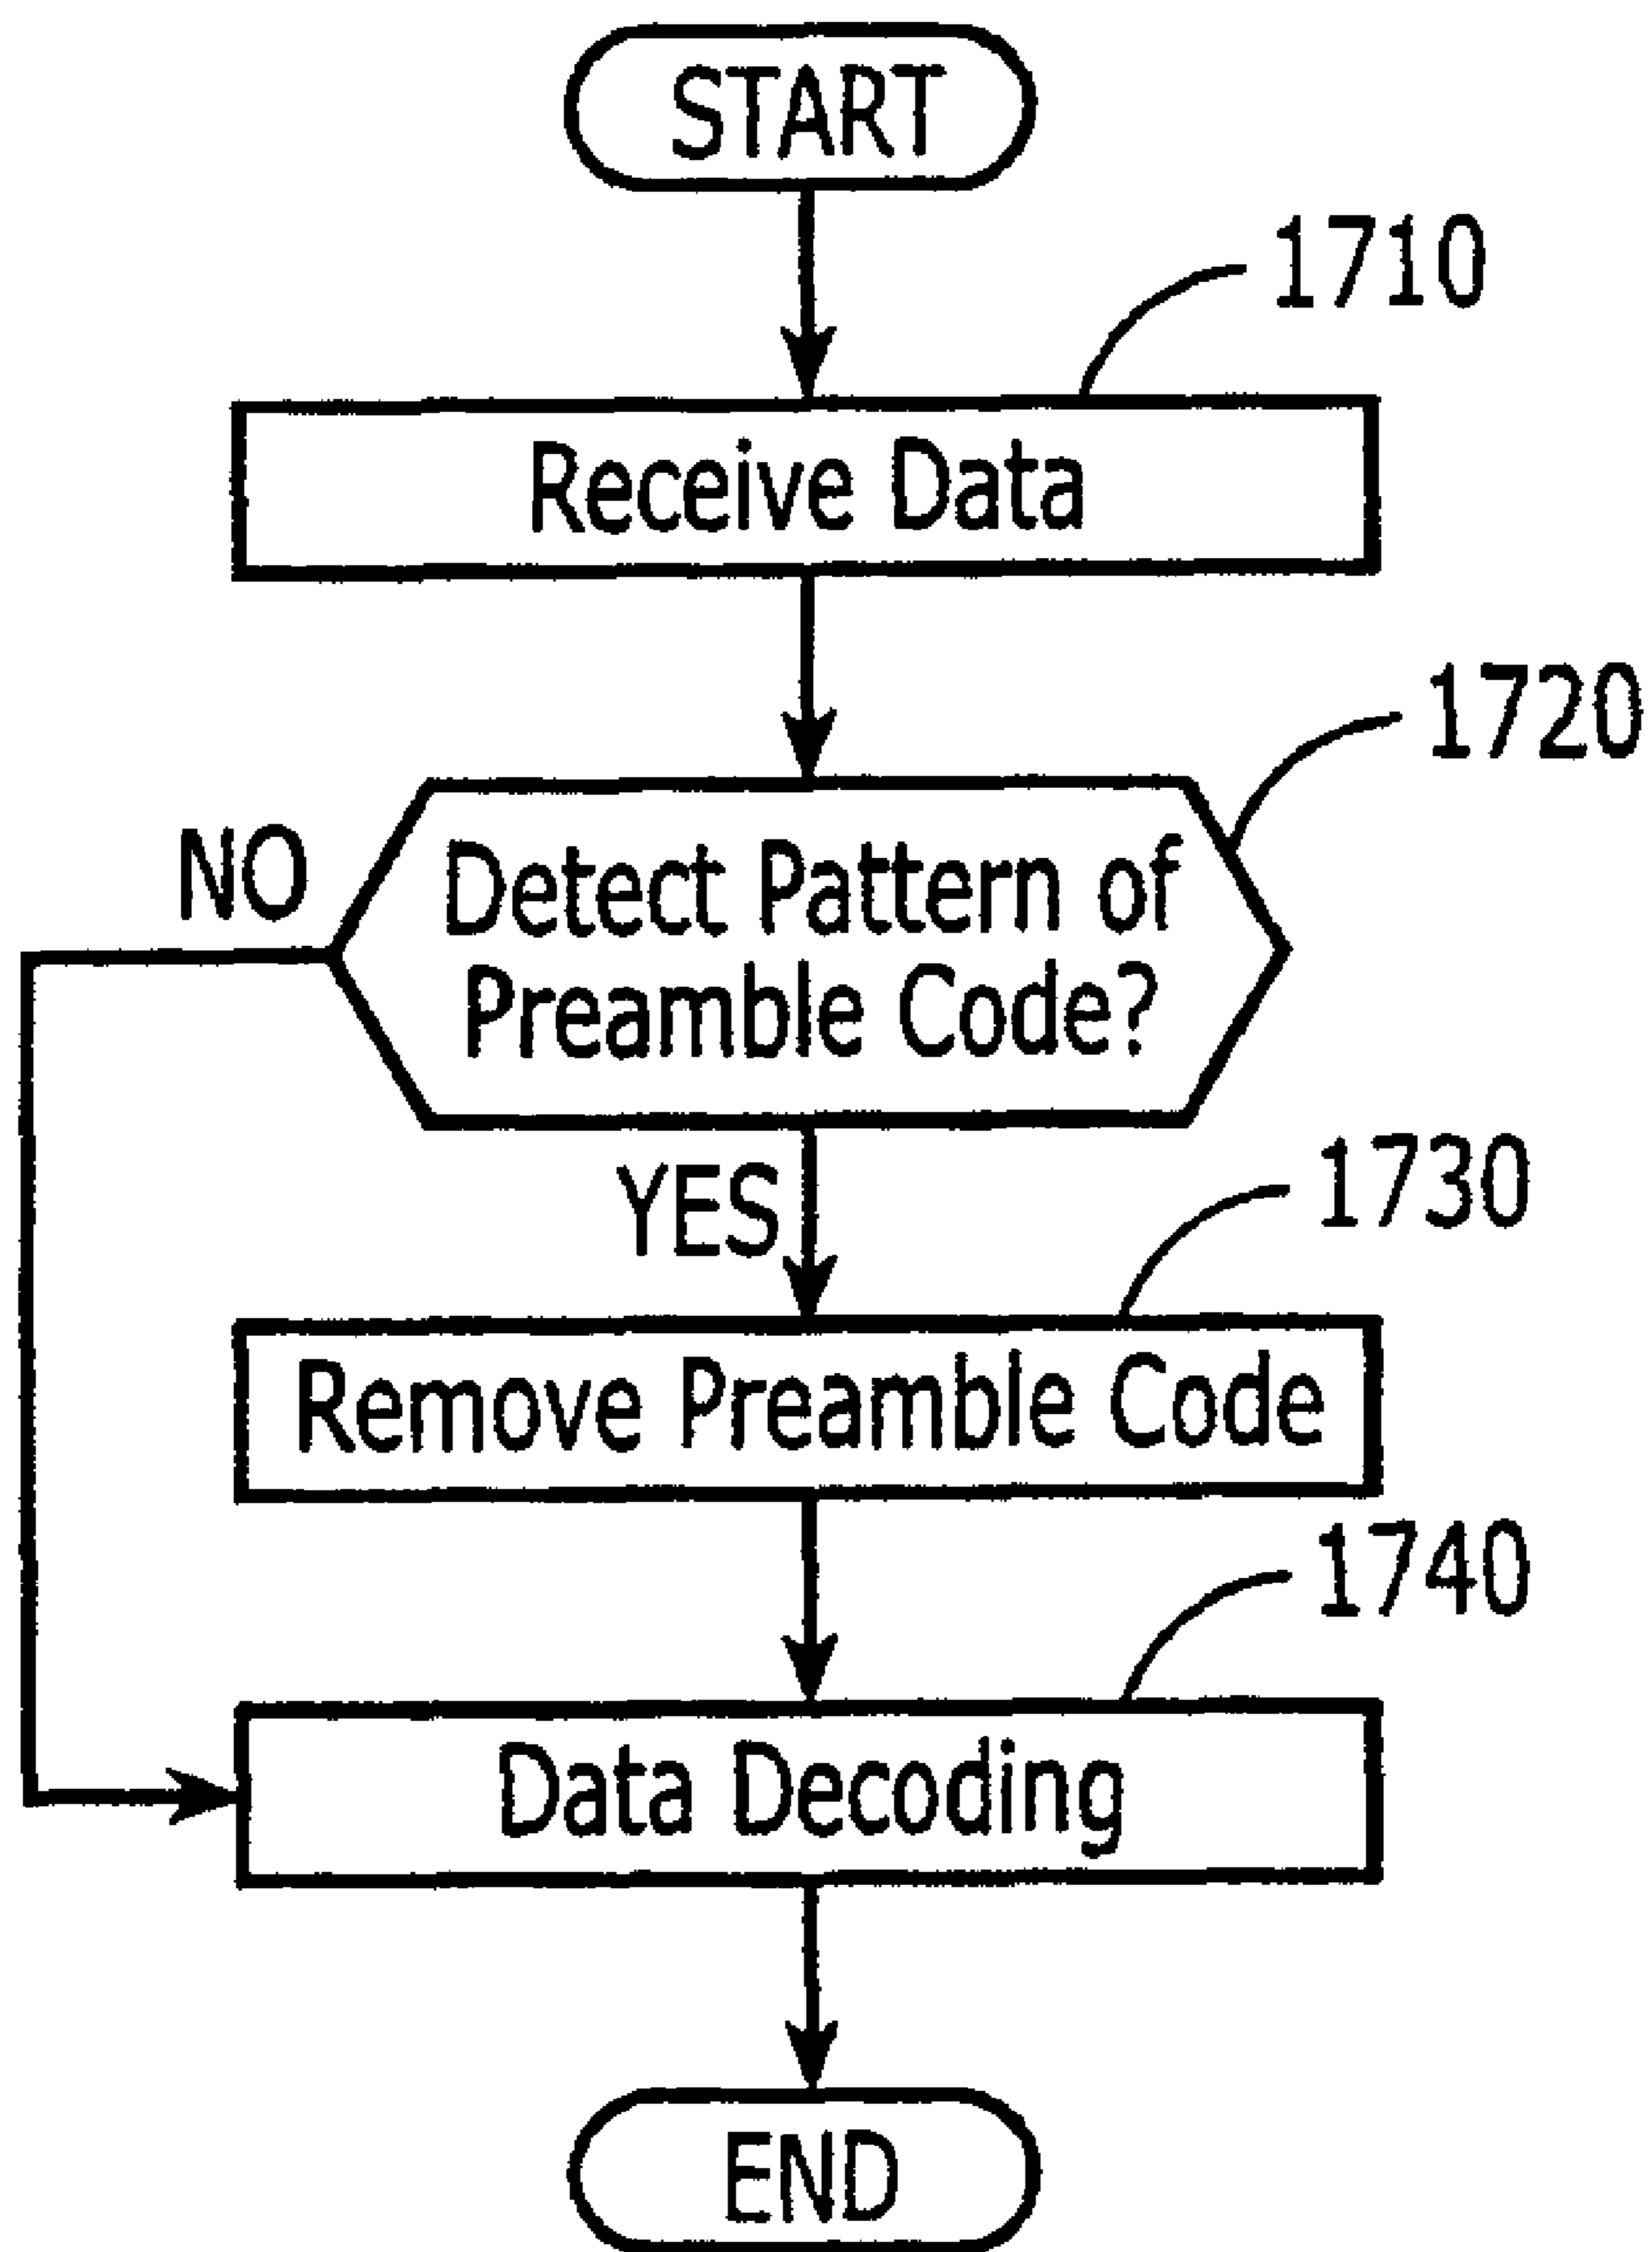 START
1710
Receive Data
1720
NO
Detect Pattern of
Preamble Code?
YES
1730
Remove Preamble Code
1740
Data Decoding
END